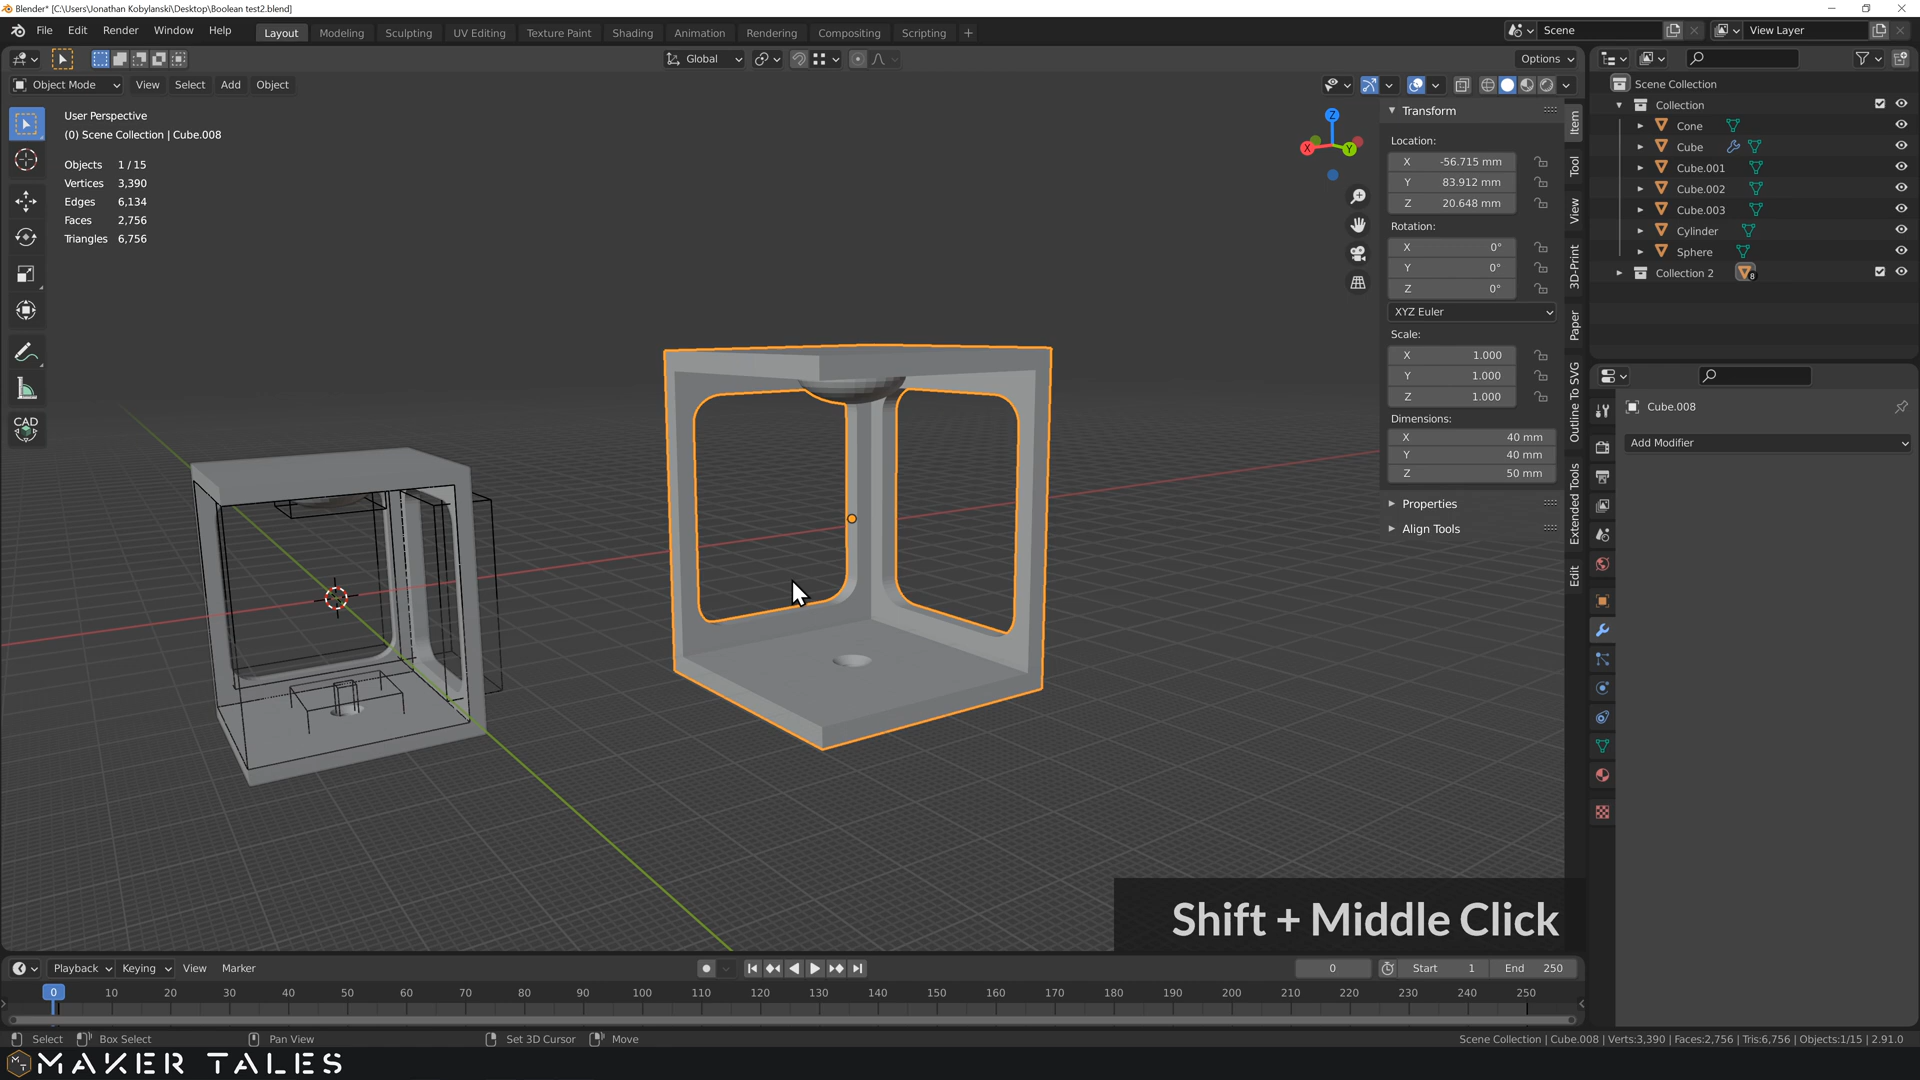 Blender* [C:\Users\Jonathan Kobylanski\Desktop\Boolean test2.blend]
File Edit Render Window Help Layout Modeling Sculpting UV Editing Texture Paint Shading Animation Rendering Compositing Scripting + Scene View Layer
Global Options
Object Mode View Select Add Object
User Perspective
(0) Scene Collection | Cube.008
Objects 1 / 15
Vertices 3,390
Edges 6,134
Faces 2,756
Triangles 6,756
CAD
Z
X
Y
Transform
Location:
X -56.715 mm
Y 83.912 mm
Z 20.648 mm
Rotation:
X 0°
Y 0°
Z 0°
XYZ Euler
Scale:
X 1.000
Y 1.000
Z 1.000
Dimensions:
X 40 mm
Y 40 mm
Z 50 mm
Properties
Align Tools
Item
Tool
View
3D-Print
Paper
Outline To SVG
Extended Tools
Edit
Scene Collection
Collection
Cone
Cube
Cube.001
Cube.002
Cube.003
Cylinder
Sphere
Collection 2 8
Cube.008
Add Modifier
Shift + Middle Click
Playback Keying View Marker 0 Start 1 End 250
0 10 20 30 40 50 60 70 80 90 100 110 120 130 140 150 160 170 180 190 200 210 220 230 240 250
Select Box Select Pan View Set 3D Cursor Move Scene Collection | Cube.008 | Verts:3,390 | Faces:2,756 | Tris:6,756 | Objects:1/15 | 2.91.0
MAKER TALES